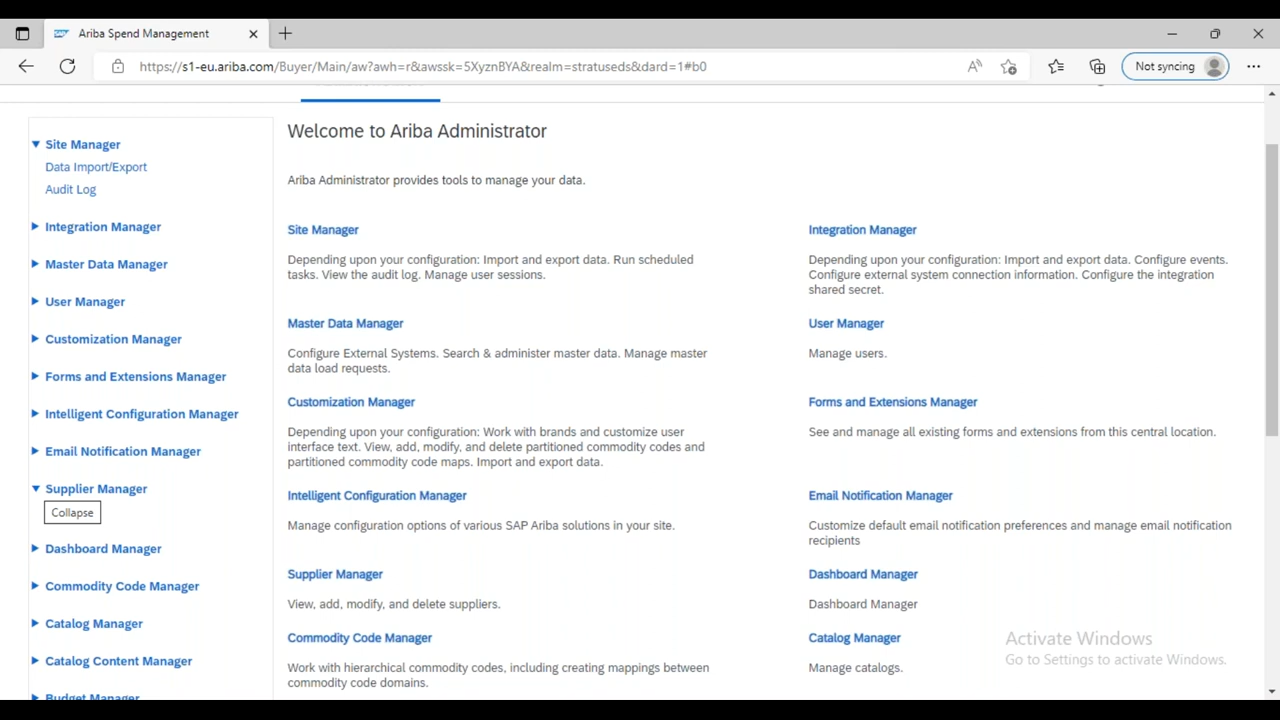 Ariba Spend Management
https://s1-eu.ariba.com/Buyer/Main/aw?awh=r&awssk=5XyznBYA&realm=stratuseds&dard=1#b0
Not syncing
Site Manager
Data Import/Export
Audit Log
Integration Manager
Master Data Manager
User Manager
Customization Manager
Forms and Extensions Manager
Intelligent Configuration Manager
Email Notification Manager
Supplier Manager
Collapse
Dashboard Manager
Commodity Code Manager
Catalog Manager
Catalog Content Manager
Budget Manager
Welcome to Ariba Administrator
Ariba Administrator provides tools to manage your data.
Site Manager
Depending upon your configuration: Import and export data. Run scheduled
tasks. View the audit log. Manage user sessions.
Integration Manager
Depending upon your configuration: Import and export data. Configure events.
Configure external system connection information. Configure the integration
shared secret.
Master Data Manager
Configure External Systems. Search & administer master data. Manage master
data load requests.
User Manager
Manage users.
Customization Manager
Depending upon your configuration: Work with brands and customize user
interface text. View, add, modify, and delete partitioned commodity codes and
partitioned commodity code maps. Import and export data.
Forms and Extensions Manager
See and manage all existing forms and extensions from this central location.
Intelligent Configuration Manager
Manage configuration options of various SAP Ariba solutions in your site.
Email Notification Manager
Customize default email notification preferences and manage email notification
recipients
Supplier Manager
View, add, modify, and delete suppliers.
Dashboard Manager
Dashboard Manager
Commodity Code Manager
Work with hierarchical commodity codes, including creating mappings between
commodity code domains.
Catalog Manager
Manage catalogs.
Activate Windows
Go to Settings to activate Windows.